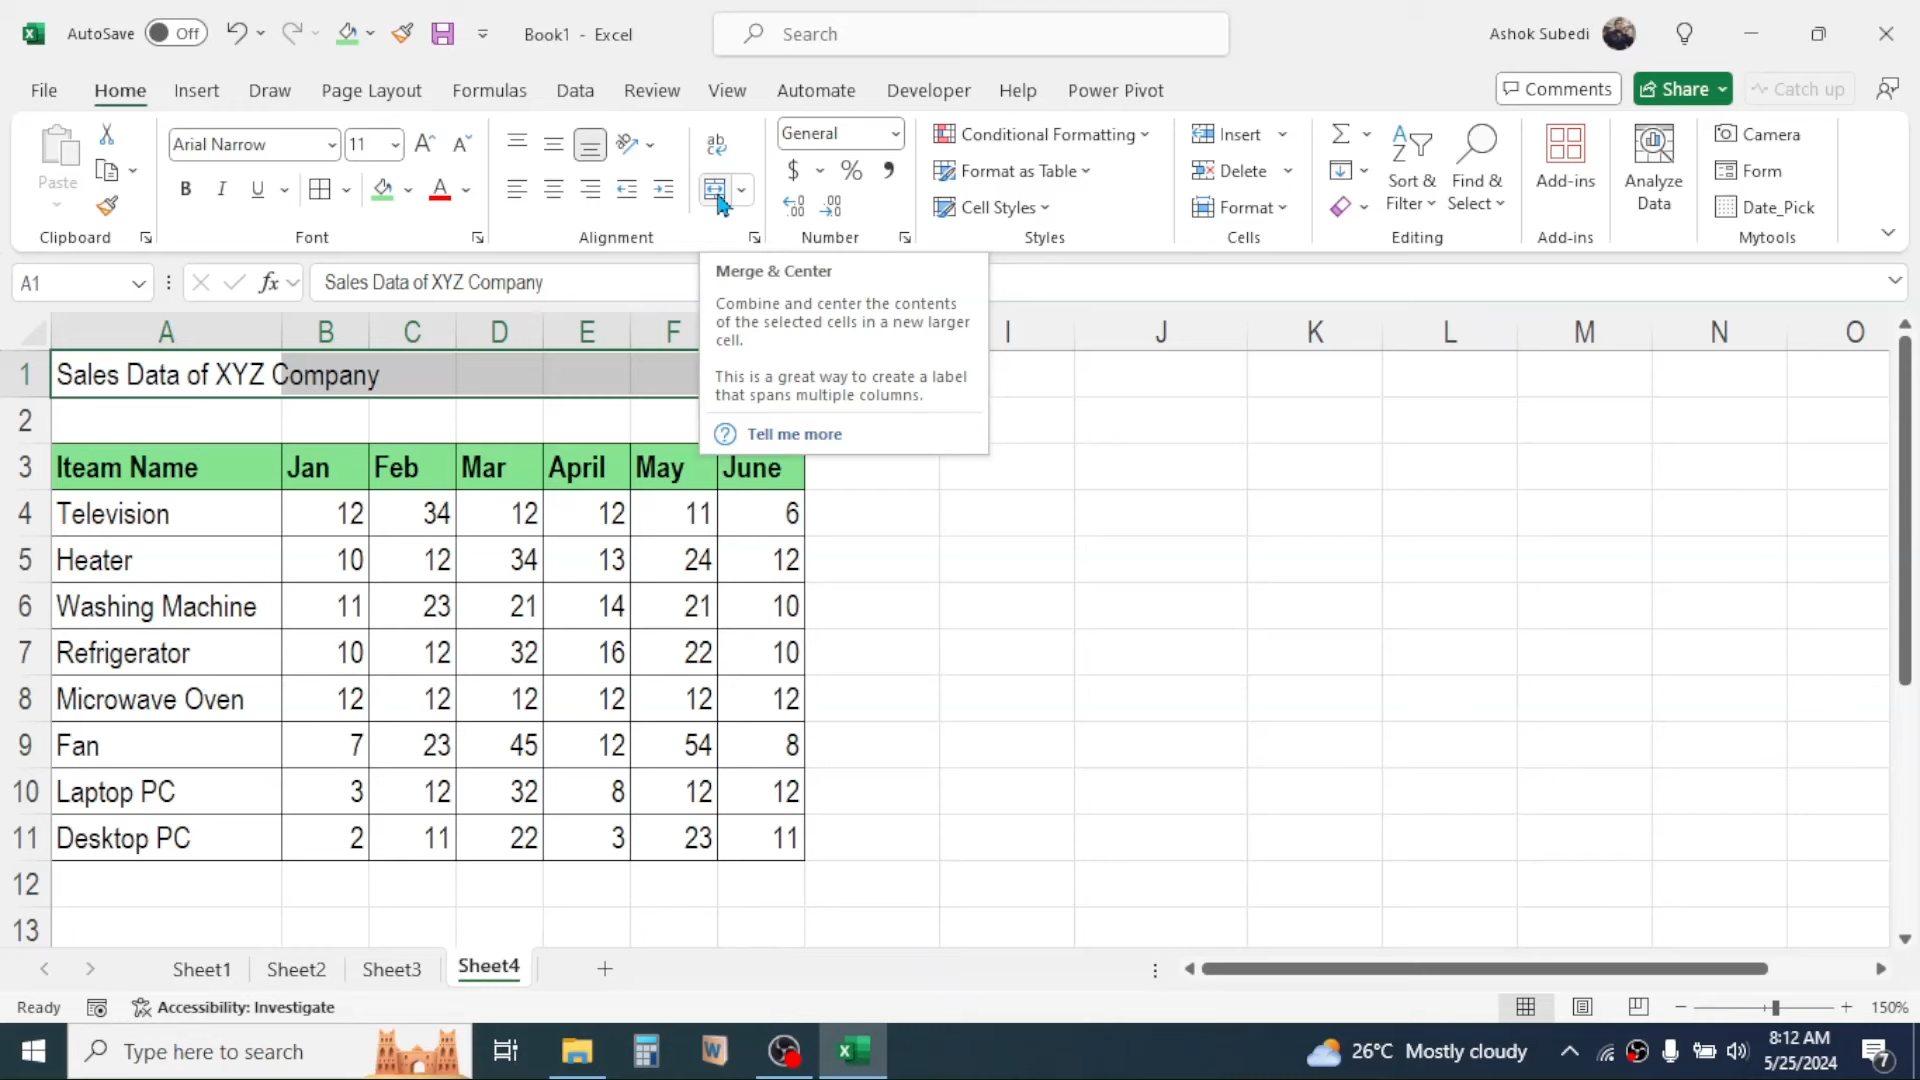 AutoSave Off Book1 - Excel Search Ashok Subedi
File Home Insert Draw Page Layout Formulas Data Review View Automate Developer Help Power Pivot Comments Share Catch up
Paste Arial Narrow 11 General Conditional Formatting Insert Camera
B I U $ % , Format as Table Delete Sort & Filter Find & Select Add-ins Analyze Data Form
Cell Styles Format Date_Pick
Clipboard Font Alignment Number Styles Cells Editing Add-ins Mytools
A1 fx Sales Data of XYZ Company
Merge & Center
Combine and center the contents
of the selected cells in a new larger
cell.
This is a great way to create a label
that spans multiple columns.
Tell me more
A B C D E F I J K L M N O
1 Sales Data of XYZ Company
2
3 Iteam Name Jan Feb Mar April May June
4 Television 12 34 12 12 11 6
5 Heater 10 12 34 13 24 12
6 Washing Machine 11 23 21 14 21 10
7 Refrigerator 10 12 32 16 22 10
8 Microwave Oven 12 12 12 12 12 12
9 Fan 7 23 45 12 54 8
10 Laptop PC 3 12 32 8 12 12
11 Desktop PC 2 11 22 3 23 11
12
13
Sheet1 Sheet2 Sheet3 Sheet4
Ready Accessibility: Investigate 150%
Type here to search 26°C Mostly cloudy 8:12 AM
5/25/2024 7